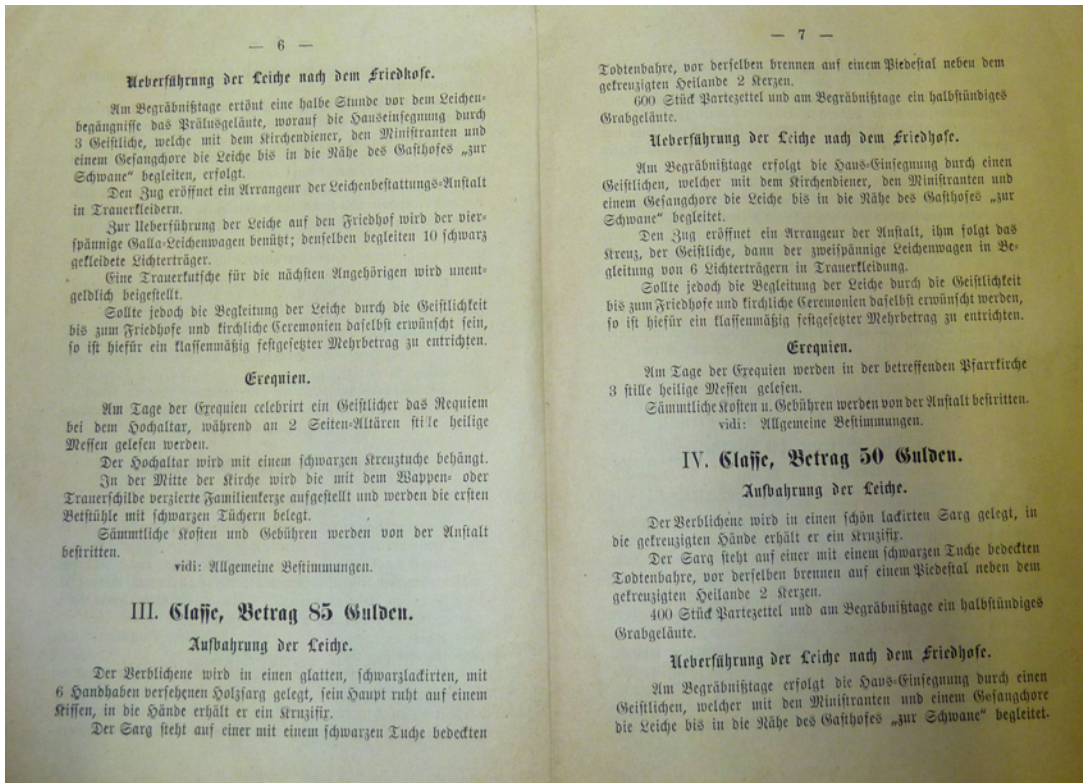 — 6 —
Ueberführung der Leiche nach dem Friedhofe.
Am Begräbnißtage ertönt eine halbe Stunde vor dem Leichen-
begängnisse das Prälusgeläute, worauf die Hauseinsegnung durch
3 Geistliche, welche mit dem Kirchendiener, den Ministranten und
einem Gesangchore die Leiche bis in die Nähe des Gasthofes „zur
Schwane" begleiten, erfolgt.
Den Zug eröffnet ein Arrangeur der Leichenbestattungs-Anstalt
in Trauerkleidern.
Zur Ueberführung der Leiche auf den Friedhof wird der vier-
spännige Galla-Leichenwagen benützt; denselben begleiten 10 schwarz
gekleidete Lichterträger.
Eine Trauerkutsche für die nächsten Angehörigen wird unent-
geldlich beigestellt.
Sollte jedoch die Begleitung der Leiche durch die Geistlichkeit
bis zum Friedhofe und kirchliche Ceremonien daselbst erwünscht sein,
so ist hiefür ein klassenmäßig festgesetzter Mehrbetrag zu entrichten.
Exequien.
Am Tage der Exequien celebrirt ein Geistlicher das Requiem
bei dem Hochaltar, während an 2 Seiten-Altären stille heilige
Messen gelesen werden.
Der Hochaltar wird mit einem schwarzen Kreuztuche behängt.
In der Mitte der Kirche wird die mit dem Wappen- oder
Trauerschilde verzierte Familienkerze aufgestellt und werden die ersten
Betstühle mit schwarzen Tüchern belegt.
Sämmtliche Kosten und Gebühren werden von der Anstalt
bestritten.
vidi: Allgemeine Bestimmungen.
III. Classe, Betrag 85 Gulden.
Aufbahrung der Leiche.
Der Verblichene wird in einen glatten, schwarzlackirten, mit
6 Handhaben versehenen Holzsarg gelegt, sein Haupt ruht auf einem
Kissen, in die Hände erhält er ein Kruzifix.
Der Sarg steht auf einer mit einem schwarzen Tuche bedeckten
— 7 —
Todtenbahre, vor derselben brennen auf einem Piedestal neben dem
gekreuzigten Heilande 2 Kerzen.
600 Stück Partezettel und am Begräbnißtage ein halbstündiges
Grabgeläute.
Ueberführung der Leiche nach dem Friedhofe.
Am Begräbnißtage erfolgt die Haus-Einsegnung durch einen
Geistlichen, welcher mit dem Kirchendiener, den Ministranten und
einem Gesangchore die Leiche bis in die Nähe des Gasthofes „zur
Schwane" begleitet.
Den Zug eröffnet ein Arrangeur der Anstalt, ihm folgt das
Kreuz, der Geistliche, dann der zweispännige Leichenwagen in Be-
gleitung von 6 Lichterträgern in Trauerkleidung.
Sollte jedoch die Begleitung der Leiche durch die Geistlichkeit
bis zum Friedhofe und kirchliche Ceremonien daselbst erwünscht werden,
so ist hiefür ein klassenmäßig festgesetzter Mehrbetrag zu entrichten.
Exequien.
Am Tage der Exequien werden in der betreffenden Pfarrkirche
3 stille heilige Messen gelesen.
Sämmtliche Kosten u. Gebühren werden von der Anstalt bestritten.
vidi: Allgemeine Bestimmungen.
IV. Classe, Betrag 50 Gulden.
Aufbahrung der Leiche.
Der Verblichene wird in einen schön lackirten Sarg gelegt, in
die gekreuzigten Hände erhält er ein Kruzifix.
Der Sarg steht auf einer mit einem schwarzen Tuche bedeckten
Todtenbahre, vor derselben brennen auf einem Piedestal neben dem
gekreuzigten Heilande 2 Kerzen.
400 Stück Partezettel und am Begräbnißtage ein halbstündiges
Grabgeläute.
Ueberführung der Leiche nach dem Friedhofe.
Am Begräbnißtage erfolgt die Haus-Einsegnung durch einen
Geistlichen, welcher mit den Ministranten und einem Gesangchore
die Leiche bis in die Nähe des Gasthofes „zur Schwane" begleitet.